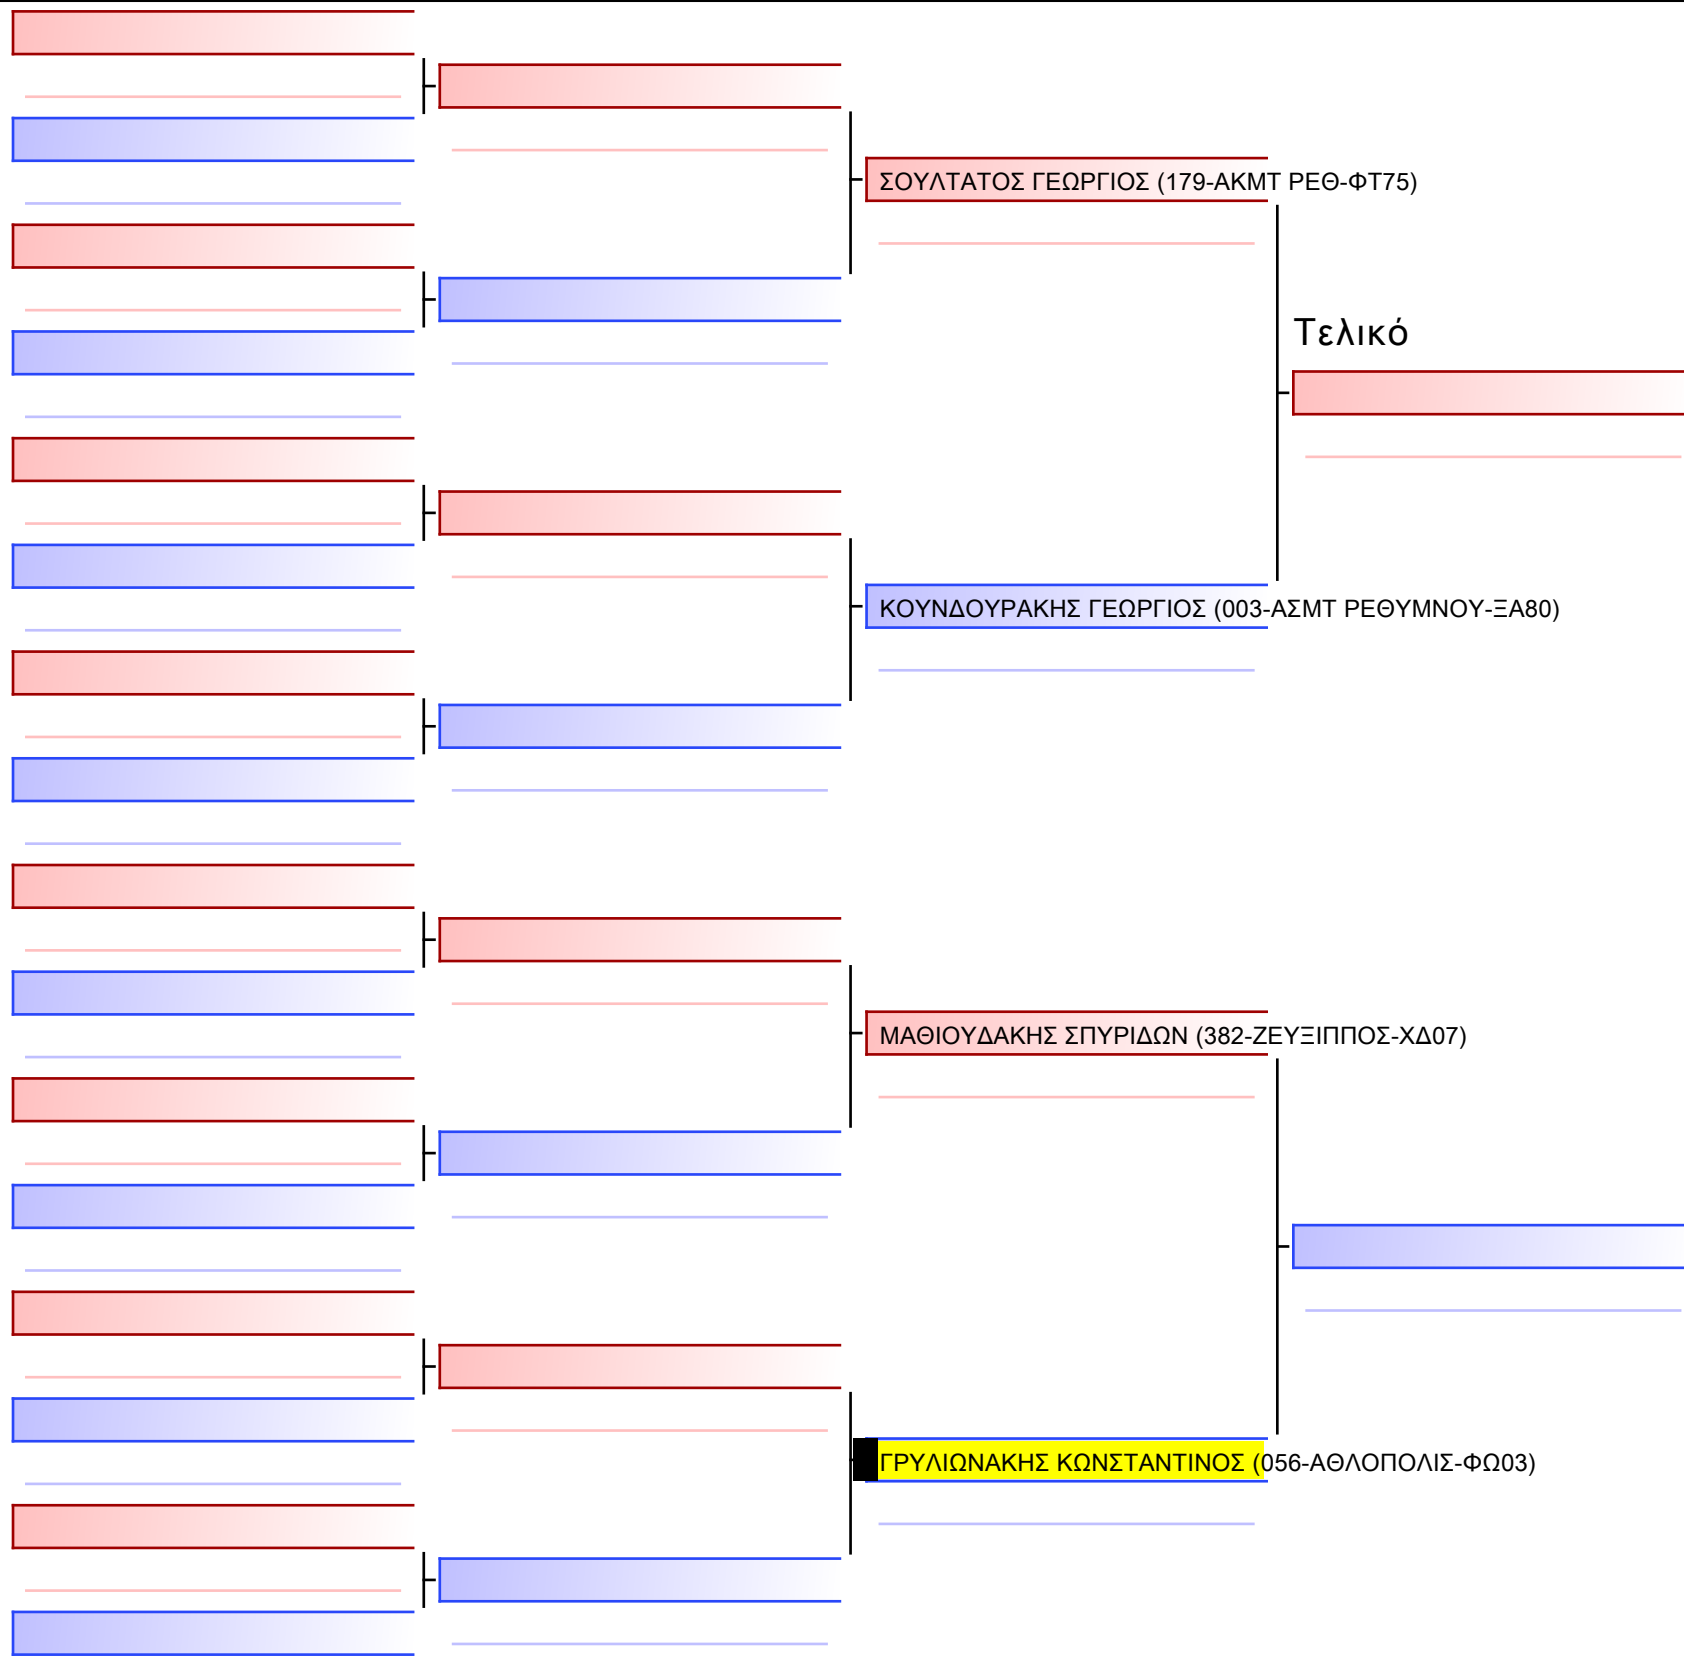 ΣΟΥΛΤΑΤΟΣ ΓΕΩΡΓΙΟΣ (179-ΑΚΜΤ ΡΕΘ-ΦΤ75)
Τελικό
ΚΟΥΝΔΟΥΡΑΚΗΣ ΓΕΩΡΓΙΟΣ (003-ΑΣΜΤ ΡΕΘΥΜΝΟΥ-ΞΑ80)
ΜΑΘΙΟΥΔΑΚΗΣ ΣΠΥΡΙΔΩΝ (382-ΖΕΥΞΙΠΠΟΣ-ΧΔ07)
ΓΡΥΛΙΩΝΑΚΗΣ ΚΩΝΣΤΑΝΤΙΝΟΣ (056-ΑΘΛΟΠΟΛΙΣ-ΦΩ03)